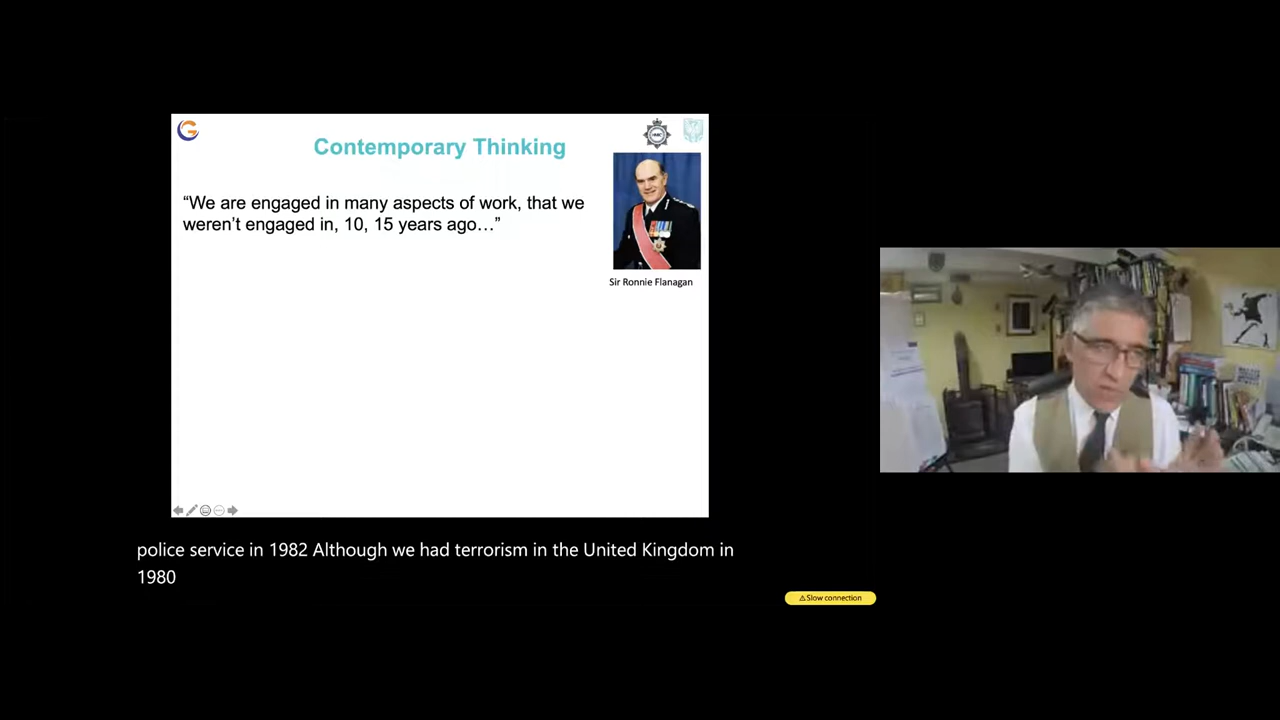 Contemporary Thinking
“We are engaged in many aspects of work, that we
weren’t engaged in, 10, 15 years ago…”
HMIC
Sir Ronnie Flanagan
police service in 1982 Although we had terrorism in the United Kingdom in
1980
⚠Slow connection